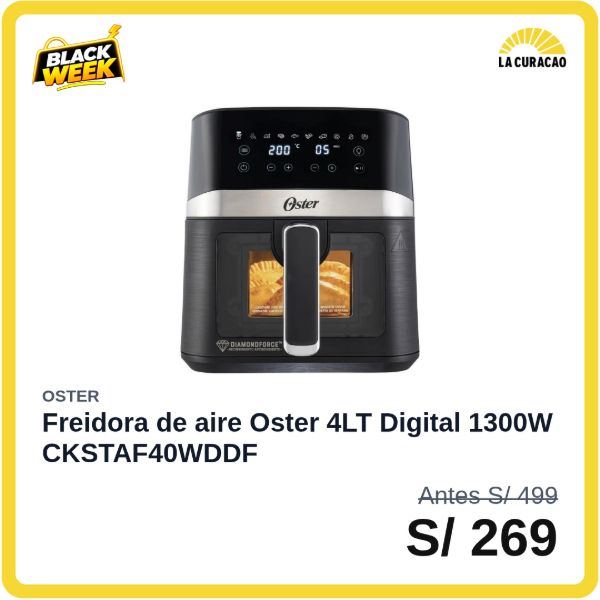 BLACK
WEEK
LA CURACAO
200 °C 05
Oster
DIAMONDFORCE™
OSTER
Freidora de aire Oster 4LT Digital 1300W
CKSTAF40WDDF
Antes S/ 499
S/ 269